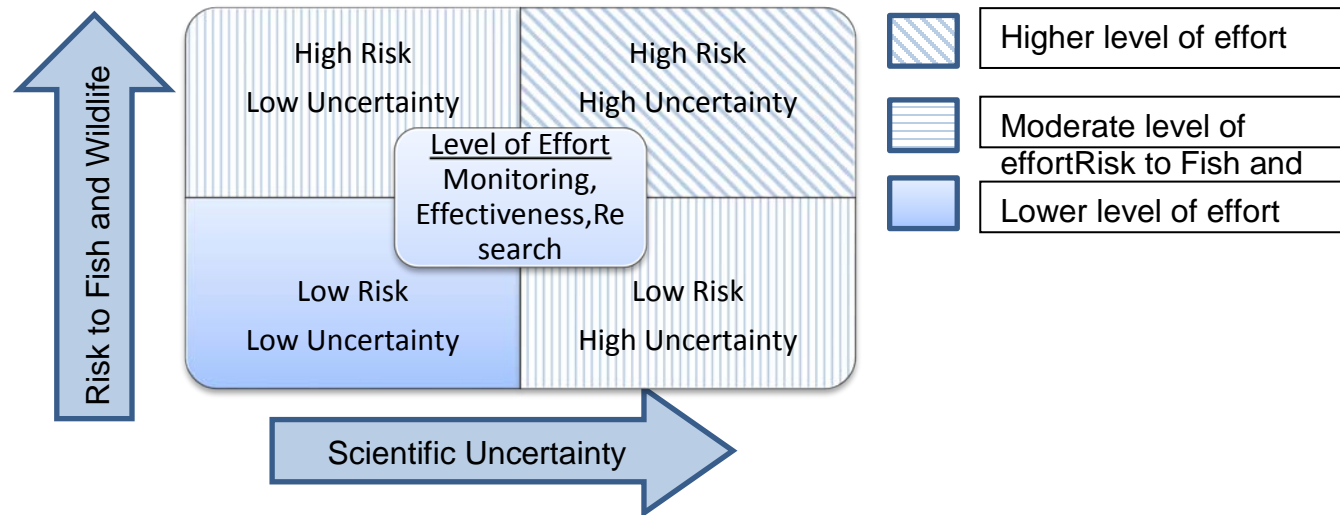 Risk to Fish and Wildlife
High Risk
Low Uncertainty
High Risk
High Uncertainty
Level of Effort
Monitoring,
Effectiveness,Re
search
Low Risk
Low Uncertainty
Low Risk
High Uncertainty
Scientific Uncertainty
Higher level of effort
Moderate level of
effortRisk to Fish and
Lower level of effort